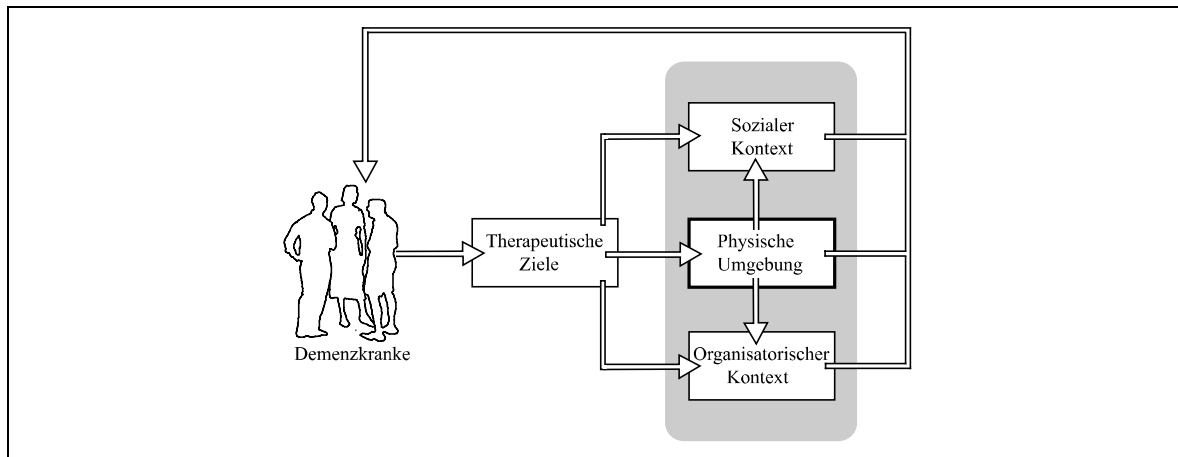 Sozialer
Kontext
Therapeutische
Ziele
Physische
Umgebung
Demenzkranke
Organisatorischer
Kontext